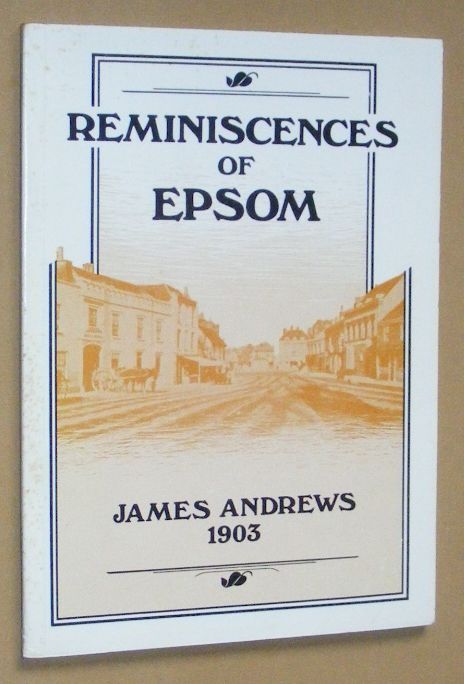 REMINISCENCES
OF
EPSOM
JAMES ANDREWS
1903